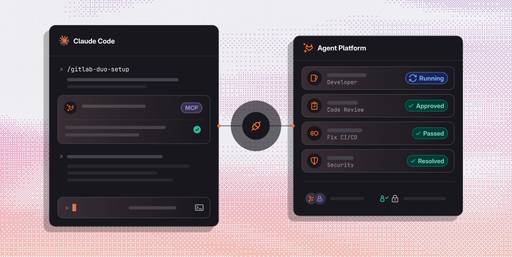 Claude Code
> /gitlab-duo-setup
MCP
>
>
Agent Platform
Developer
Running
Code Review
Approved
Fix CI/CD
Passed
Security
Resolved